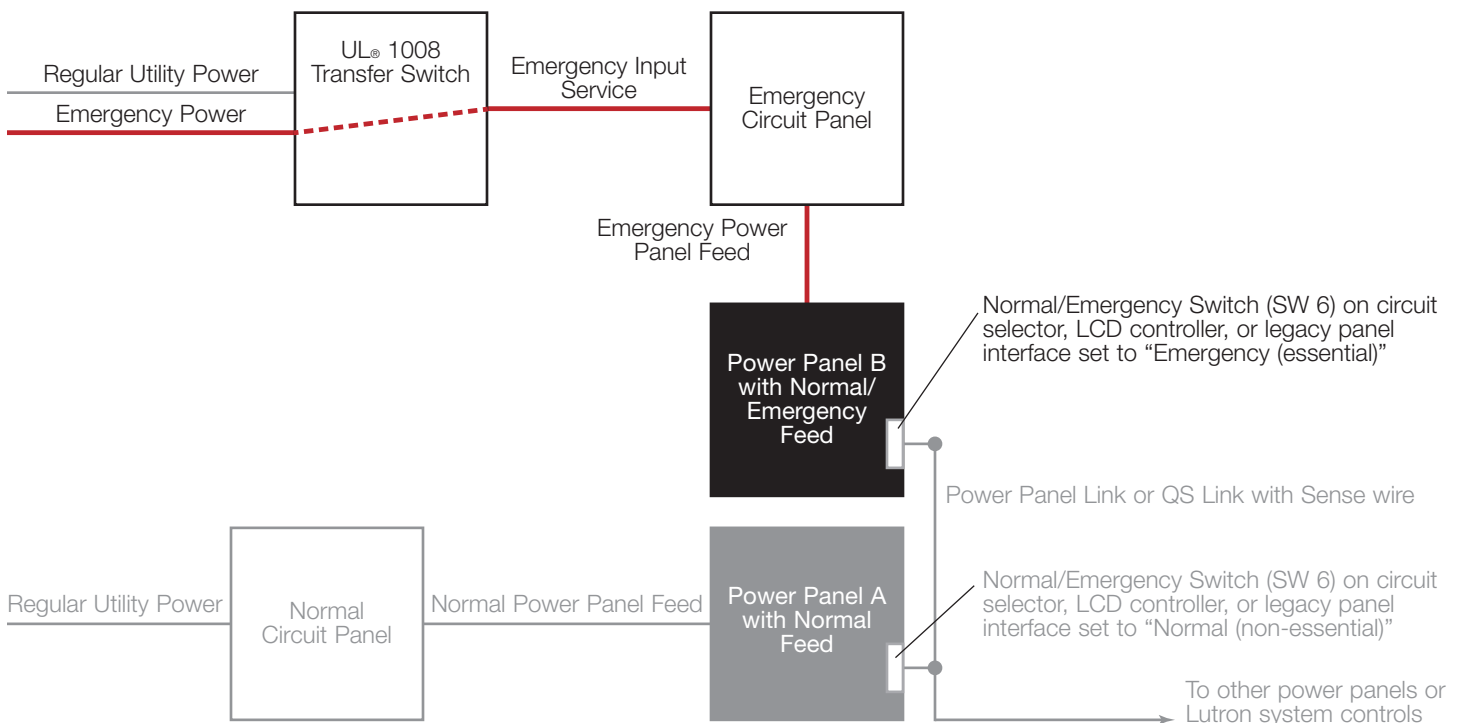 Regular Utility Power
Emergency Power
UL® 1008
Transfer Switch
Emergency Input
Service
Emergency
Circuit Panel
Emergency Power
Panel Feed
Power Panel B
with Normal/
Emergency
Feed
Normal/Emergency Switch (SW 6) on circuit
selector, LCD controller, or legacy panel
interface set to “Emergency (essential)”
Power Panel Link or QS Link with Sense wire
Regular Utility Power
Normal
Circuit Panel
Normal Power Panel Feed
Power Panel A
with Normal
Feed
Normal/Emergency Switch (SW 6) on circuit
selector, LCD controller, or legacy panel
interface set to “Normal (non-essential)”
To other power panels or
Lutron system controls